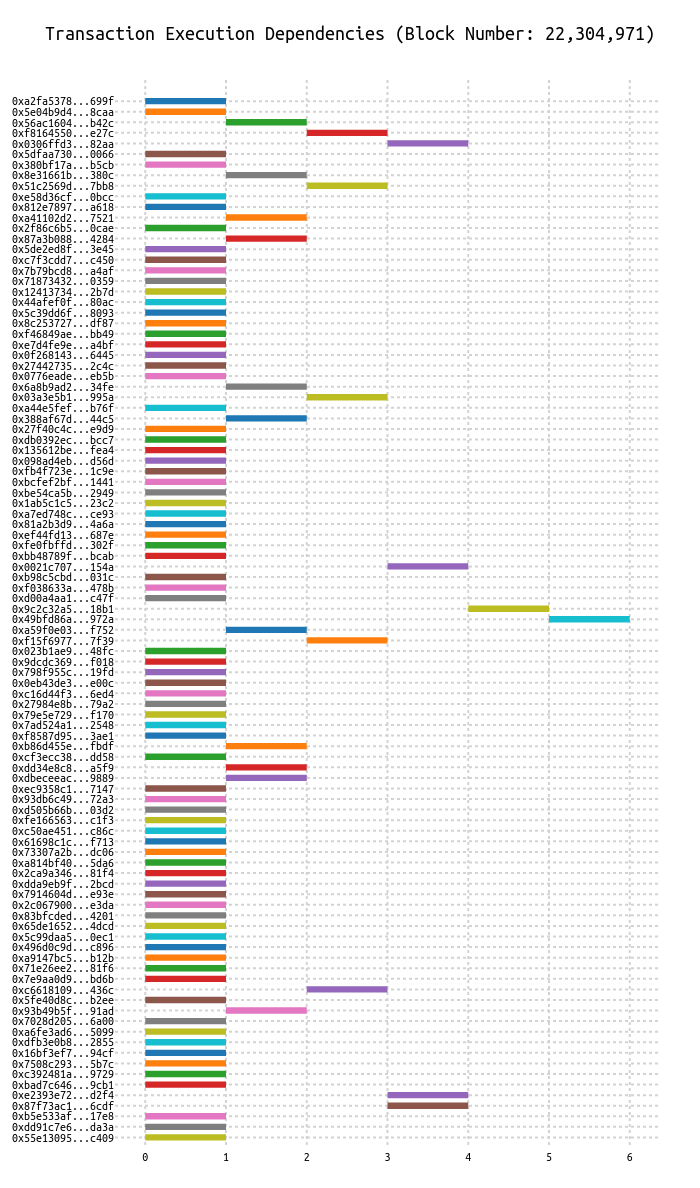 Transaction Execution Dependencies (Block Number: 22,304,971)
0xa2fa5378...699f
0x5e04b9d4...8caa
0x56ac1604...b42c
0xf8164550...e27c
0x0306ffd3...82aa
0x5dfaa730...0066
0x380bf17a...b5cb
0x8e31661b...380c
0x51c2569d...7bb8
0xe58d36cf...0bcc
0x812e7897...a618
0xa41102d2...7521
0x2f86c6b5...0cae
0x87a3b088...4284
0x5de2ed8f...3e45
0xc7f3cdd7...c450
0x7b79bcd8...a4af
0x71873432...0359
0x12413734...2b7d
0x44afef0f...80ac
0x5c39dd6f...8093
0x8c253727...df87
0xf46849ae...bb49
0xe7d4fe9e...a4bf
0x0f268143...6445
0x27442735...2c4c
0x0776eade...eb5b
0x6a8b9ad2...34fe
0x03a3e5b1...995a
0xa44e5fef...b76f
0x388af67d...44c5
0x27f40c4c...e9d9
0xdb0392ec...bcc7
0x135612be...fea4
0x098ad4eb...d56d
0xfb4f723e...1c9e
0xbcfef2bf...1441
0xbe54ca5b...2949
0x1ab5c1c5...23c2
0xa7ed748c...ce93
0x81a2b3d9...4a6a
0xef44fd13...687e
0xfe0fbffd...302f
0xbb48789f...bcab
0x0021c707...154a
0xb98c5cbd...031c
0xf038633a...478b
0xd00a4aa1...c47f
0x9c2c32a5...18b1
0x49bfd86a...972a
0xa59f0e03...f752
0xf15f6977...7f39
0x023b1ae9...48fc
0x9dcdc369...f018
0x798f955c...19fd
0x0eb43de3...e00c
0xc16d44f3...6ed4
0x27984e8b...79a2
0x79e5e729...f170
0x7ad524a1...2548
0xf8587d95...3ae1
0xb86d455e...fbdf
0xcf3ecc38...dd58
0xdd34e8c8...a5f9
0xdbeceeac...9889
0xec9358c1...7147
0x93db6c49...72a3
0xd505b66b...03d2
0xfe166563...c1f3
0xc50ae451...c86c
0x61698c1c...f713
0x73307a2b...dc06
0xa814bf40...5da6
0x2ca9a346...81f4
0xdda9eb9f...2bcd
0x7914604d...e93e
0x2c067900...e3da
0x83bfcded...4201
0x65de1652...4dcd
0x5c99daa5...0ec1
0x496d0c9d...c896
0xa9147bc5...b12b
0x71e26ee2...81f6
0x7e9aa0d9...bd6b
0xc6618109...436c
0x5fe40d8c...b2ee
0x93b49b5f...91ad
0x7028d205...6a00
0xa6fe3ad6...5099
0xdfb3e0b8...2855
0x16bf3ef7...94cf
0x7508c293...5b7c
0xc392481a...9729
0xbad7c646...9cb1
0xe2393e72...d2f4
0x87f73ac1...6cdf
0xb5e533af...17e8
0xdd91c7e6...da3a
0x55e13095...c409
0 1 2 3 4 5 6